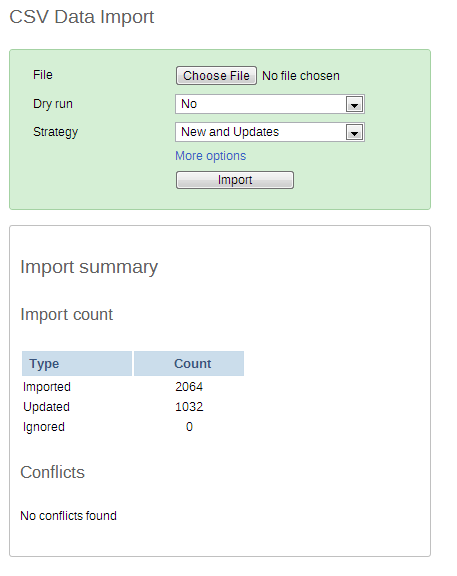 CSV Data Import
File Choose File No file chosen
Dry run No
Strategy New and Updates
More options
Import
Import summary
Import count
Type Count
Imported 2064
Updated 1032
Ignored 0
Conflicts
No conflicts found